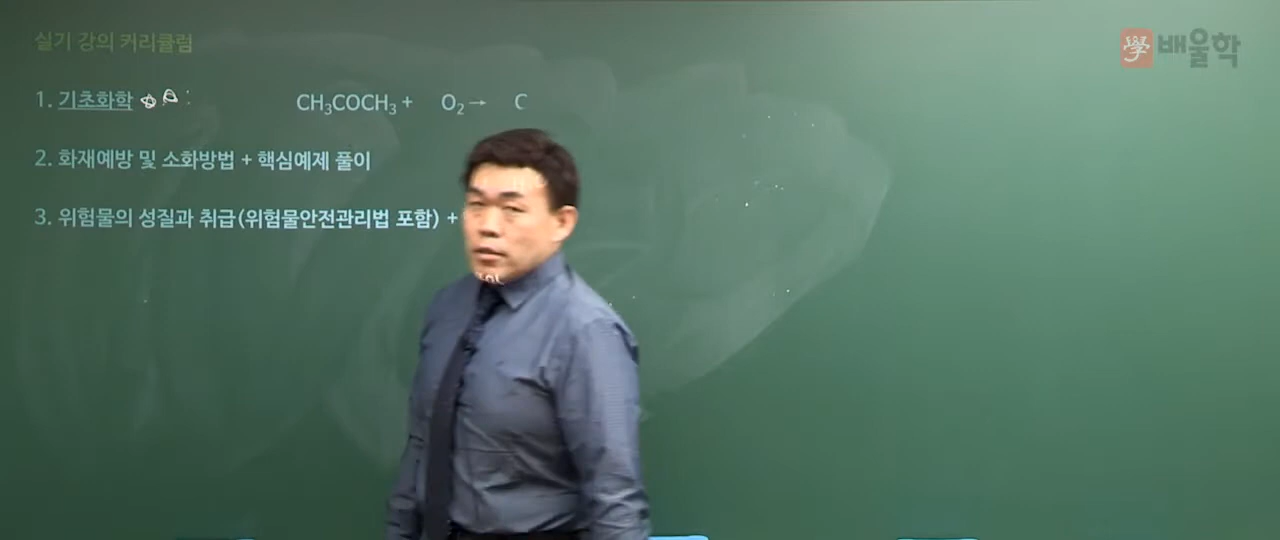 실기 강의 커리큘럼
學 배울학
1. 기초화학 CH₃COCH₃ + O₂ → C
2. 화재예방 및 소화방법 + 핵심예제 풀이
3. 위험물의 성질과 취급(위험물안전관리법 포함) +